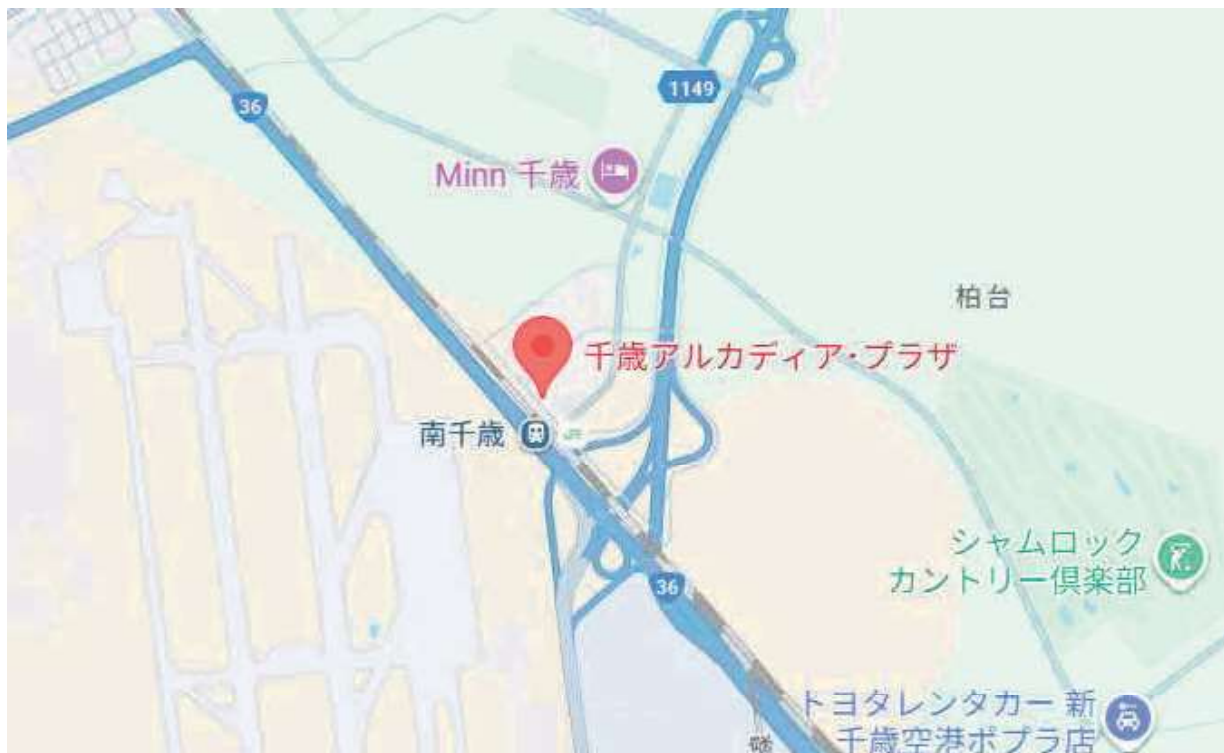 1149
36
Minn 千歳
柏台
千歳アルカディア・プラザ
南千歳
JR
シャムロック
カントリー倶楽部
36
トヨタレンタカー 新
千歳空港ポプラ店